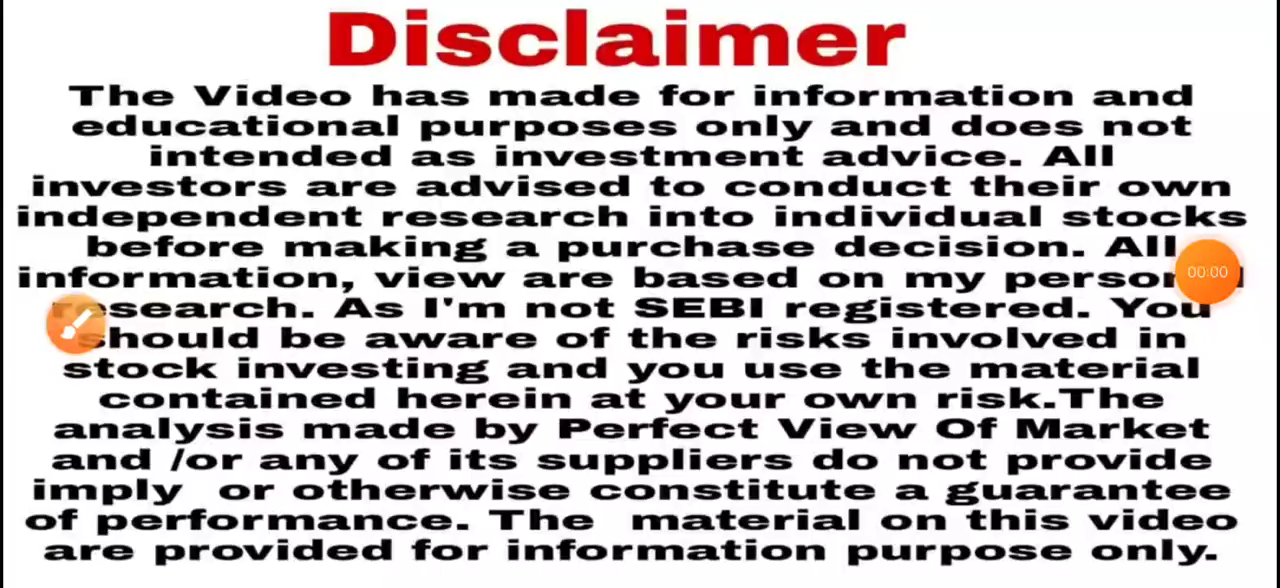 Disclaimer
The Video has made for information and
educational purposes only and does not
intended as investment advice. All
investors are advised to conduct their own
independent research into individual stocks
before making a purchase decision. All
information, view are based on my personal
research. As I'm not SEBI registered. You
should be aware of the risks involved in
stock investing and you use the material
contained herein at your own risk.The
analysis made by Perfect View Of Market
and /or any of its suppliers do not provide
imply or otherwise constitute a guarantee
of performance. The material on this video
are provided for information purpose only.
00:00